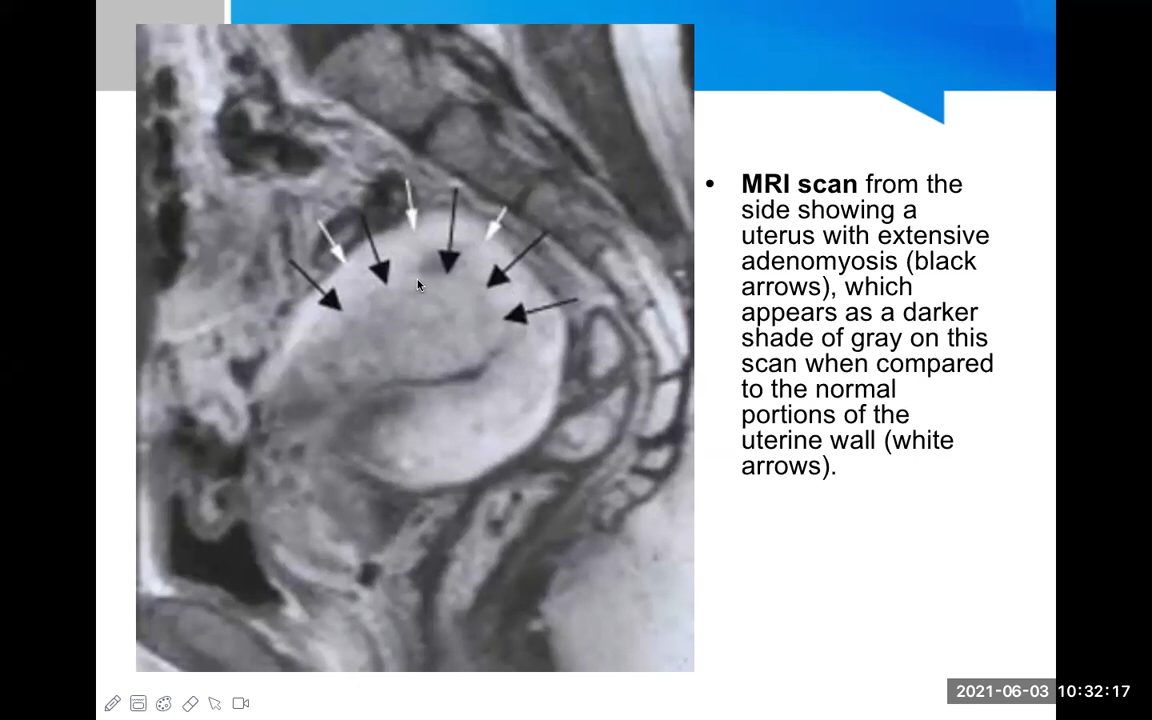 • MRI scan from the
side showing a
uterus with extensive
adenomyosis (black
arrows), which
appears as a darker
shade of gray on this
scan when compared
to the normal
portions of the
uterine wall (white
arrows).
2021-06-03 10:32:17